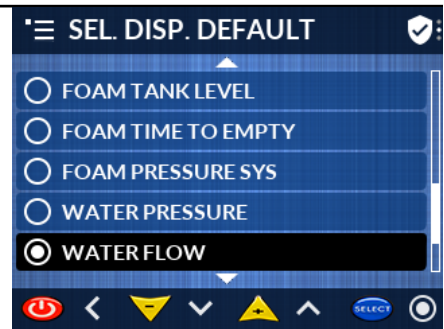 SEL. DISP. DEFAULT
FOAM TANK LEVEL
FOAM TIME TO EMPTY
FOAM PRESSURE SYS
WATER PRESSURE
WATER FLOW
SELECT